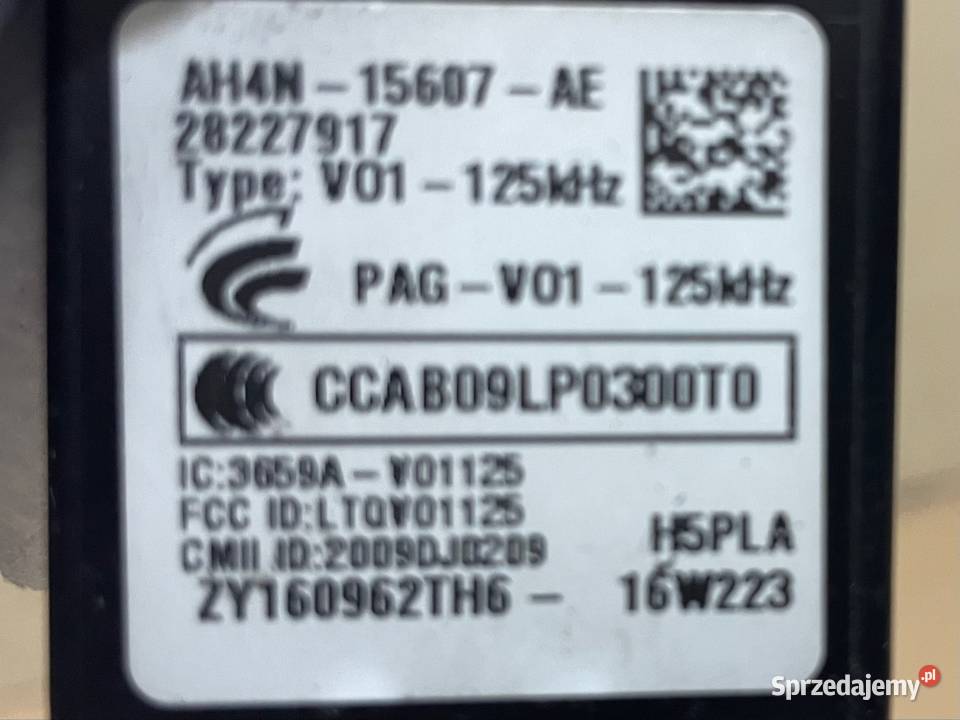 AH4N-15607-AE
28227917
Type: V01-125kHz
PAG-V01-125kHz
CCAB09LP0300T0
IC:3659A-V01125
FCC ID:LTQV01125
CMII ID:2009DJ0209
H5PLA
ZY160962TH6- 16W223
Sprzedajemy.pl